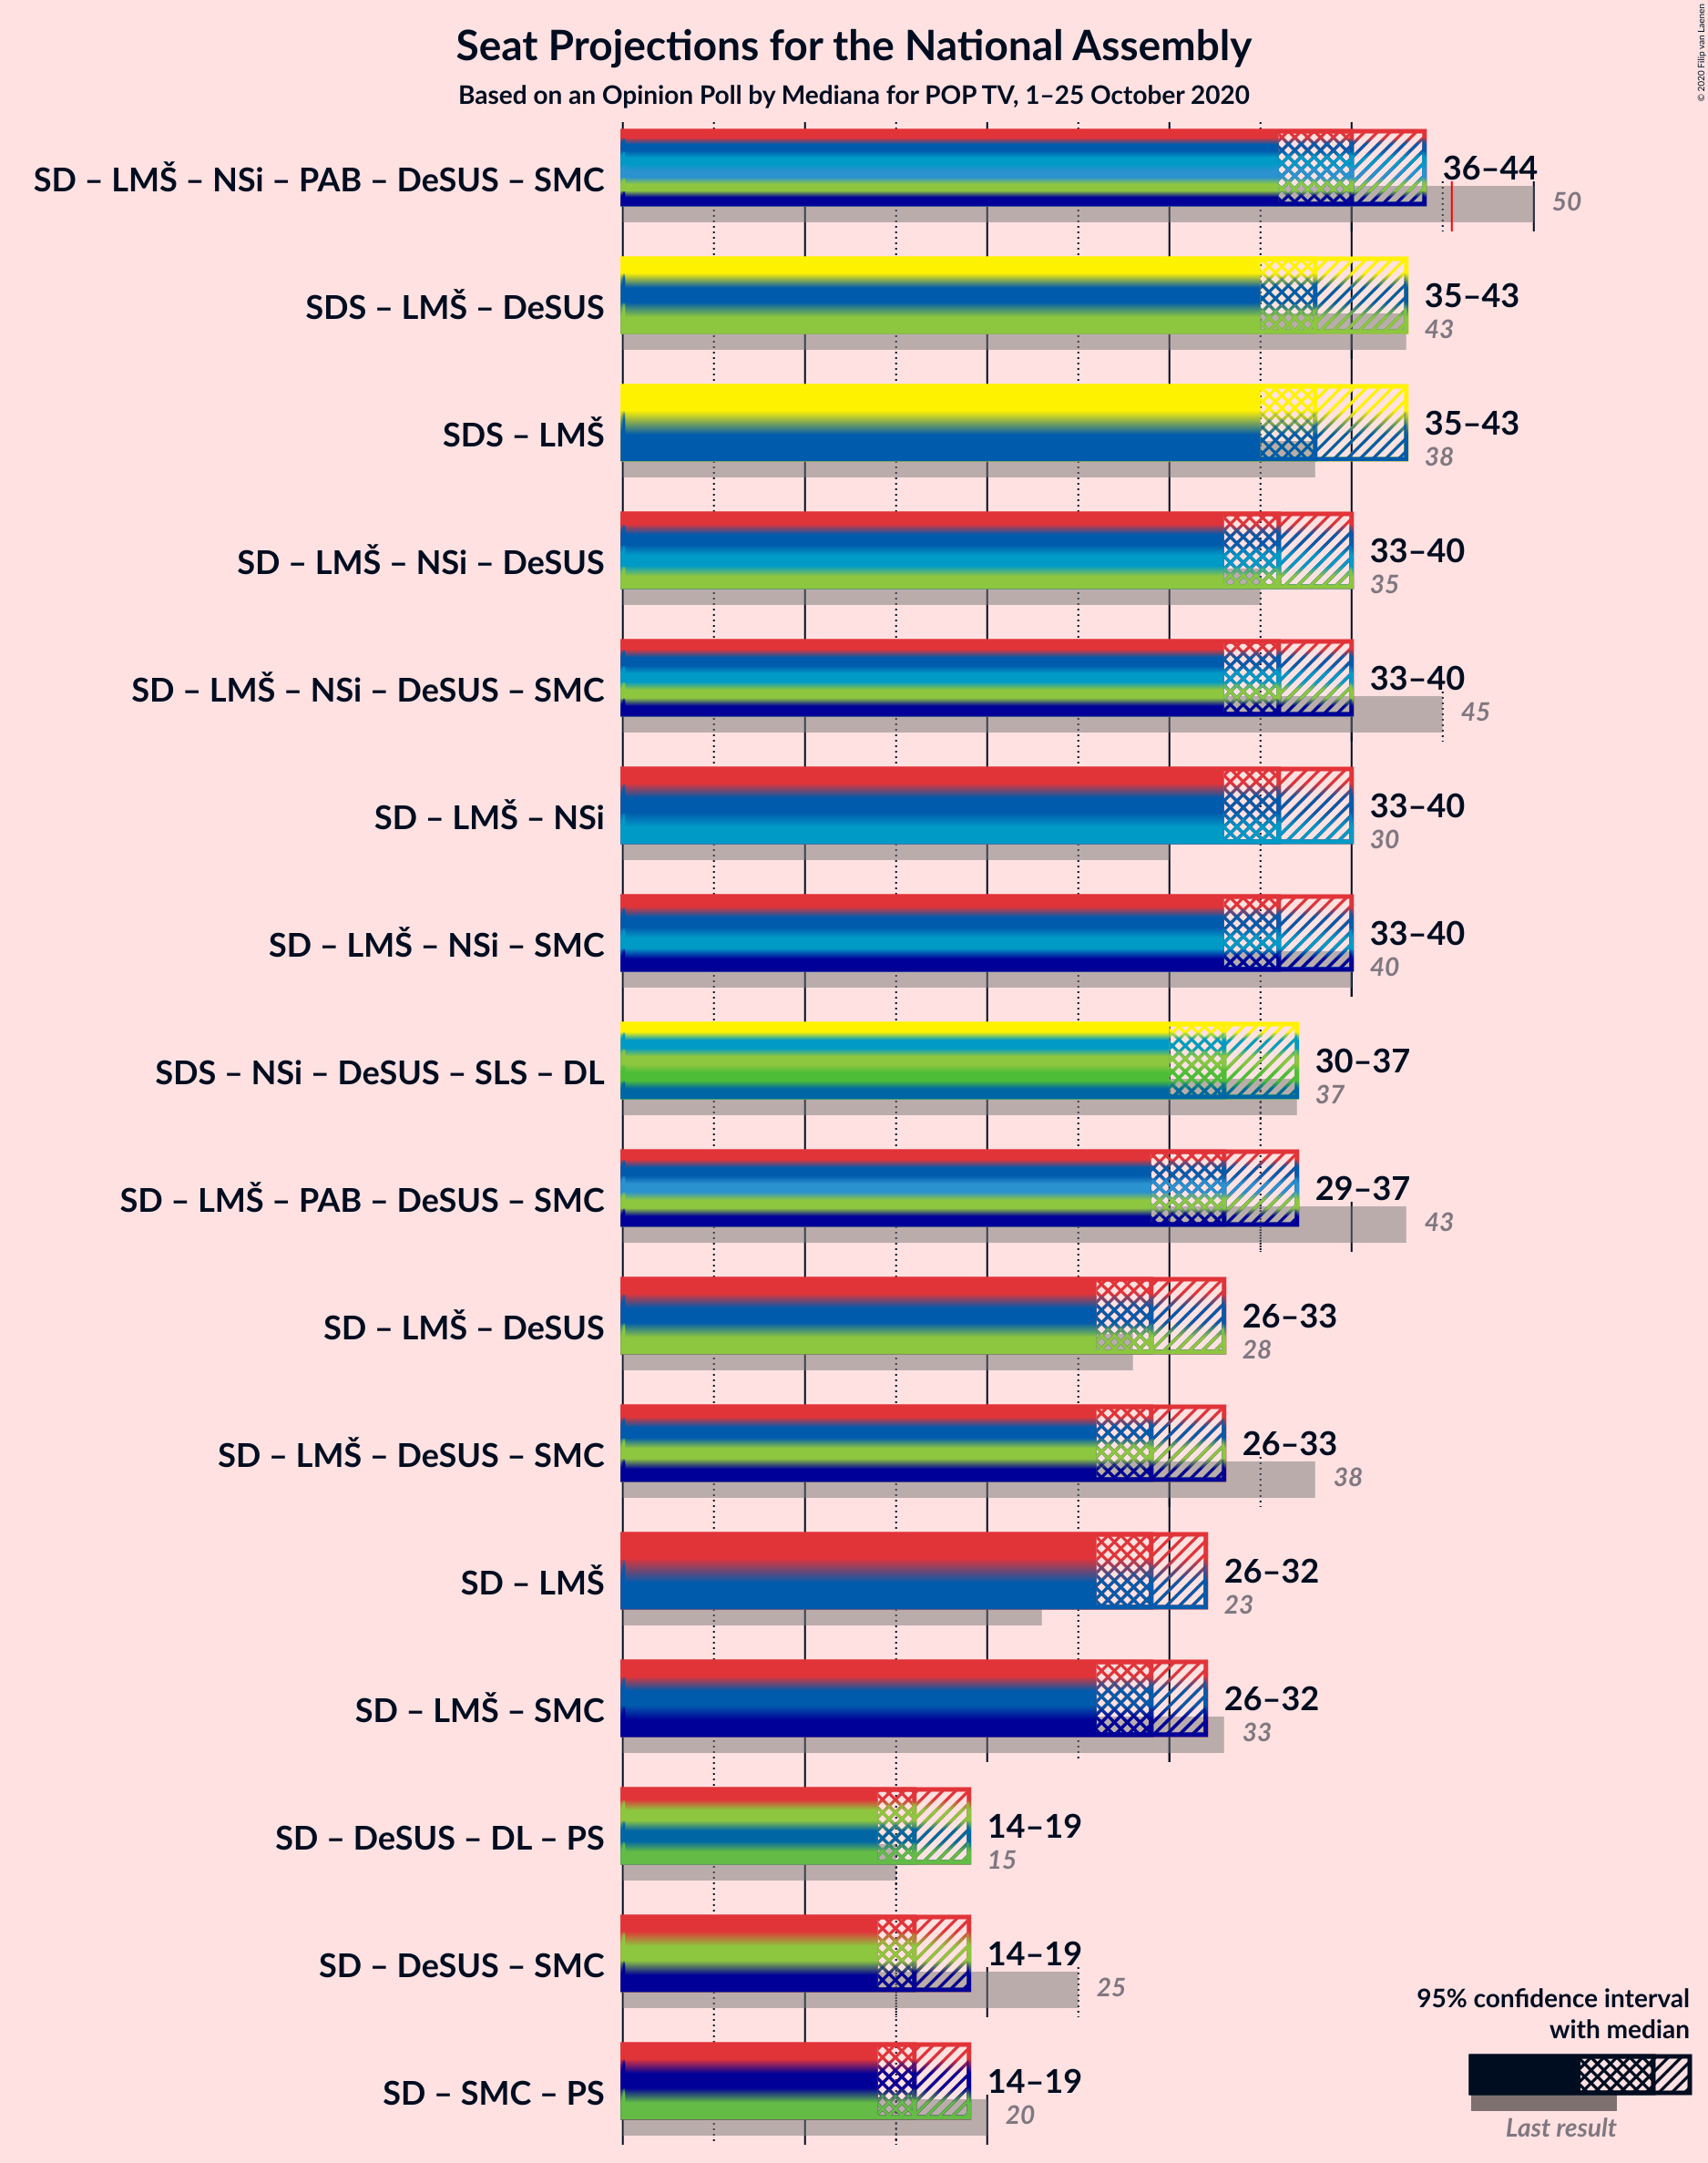 © 2020 Filip van Laenen
Seat Projections for the National Assembly
Based on an Opinion Poll by Mediana for POP TV, 1–25 October 2020
SD – LMŠ – NSi – PAB – DeSUS – SMC
36–44
50
SDS – LMŠ – DeSUS
35–43
43
SDS – LMŠ
35–43
38
SD – LMŠ – NSi – DeSUS
33–40
35
SD – LMŠ – NSi – DeSUS – SMC
33–40
45
SD – LMŠ – NSi
33–40
30
SD – LMŠ – NSi – SMC
33–40
40
SDS – NSi – DeSUS – SLS – DL
30–37
37
SD – LMŠ – PAB – DeSUS – SMC
29–37
43
SD – LMŠ – DeSUS
26–33
28
SD – LMŠ – DeSUS – SMC
26–33
38
SD – LMŠ
26–32
23
SD – LMŠ – SMC
26–32
33
SD – DeSUS – DL – PS
14–19
15
SD – DeSUS – SMC
14–19
25
SD – SMC – PS
14–19
20
95% confidence interval
with median
Last result